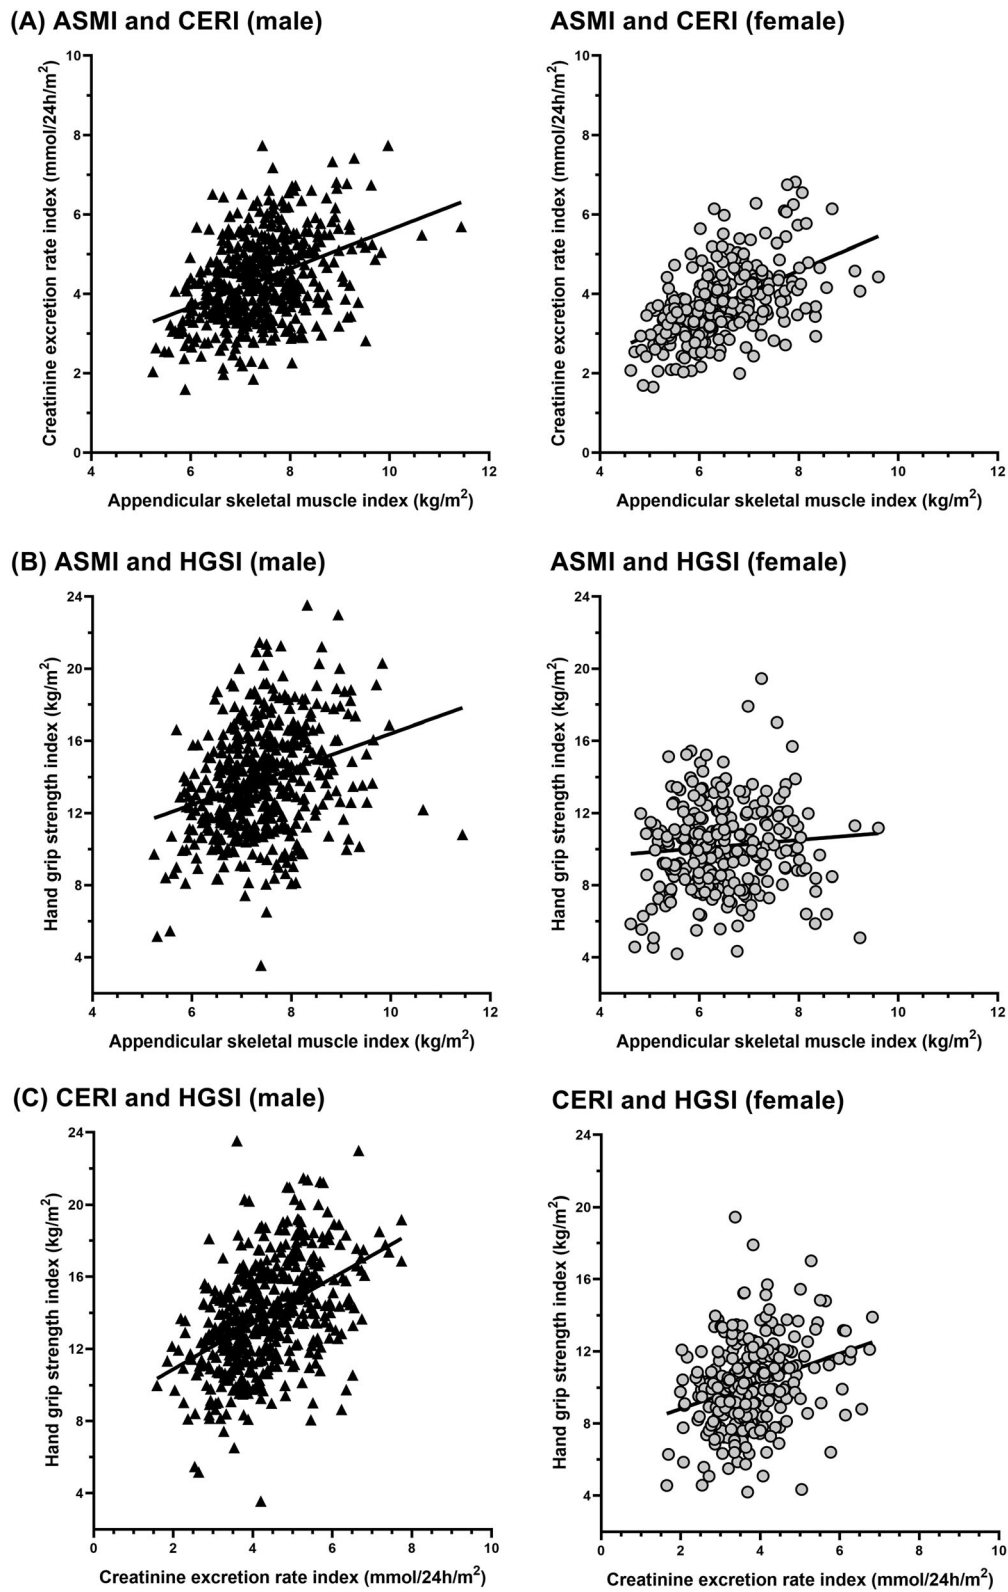 (A) ASMI and CERI (male)
Creatinine excretion rate index (mmol/24h/m²)
10
8
6
4
2
0
4 6 8 10 12
Appendicular skeletal muscle index (kg/m²)
ASMI and CERI (female)
Creatinine excretion rate index (mmol/24h/m²)
10
8
6
4
2
0
4 6 8 10 12
Appendicular skeletal muscle index (kg/m²)
(B) ASMI and HGSI (male)
Hand grip strength index (kg/m²)
24
20
16
12
8
4
4 6 8 10 12
Appendicular skeletal muscle index (kg/m²)
ASMI and HGSI (female)
Hand grip strength index (kg/m²)
24
20
16
12
8
4
4 6 8 10 12
Appendicular skeletal muscle index (kg/m²)
(C) CERI and HGSI (male)
Hand grip strength index (kg/m²)
24
20
16
12
8
4
0 2 4 6 8 10
Creatinine excretion rate index (mmol/24h/m²)
CERI and HGSI (female)
Hand grip strength index (kg/m²)
24
20
16
12
8
4
0 2 4 6 8 10
Creatinine excretion rate index (mmol/24h/m²)